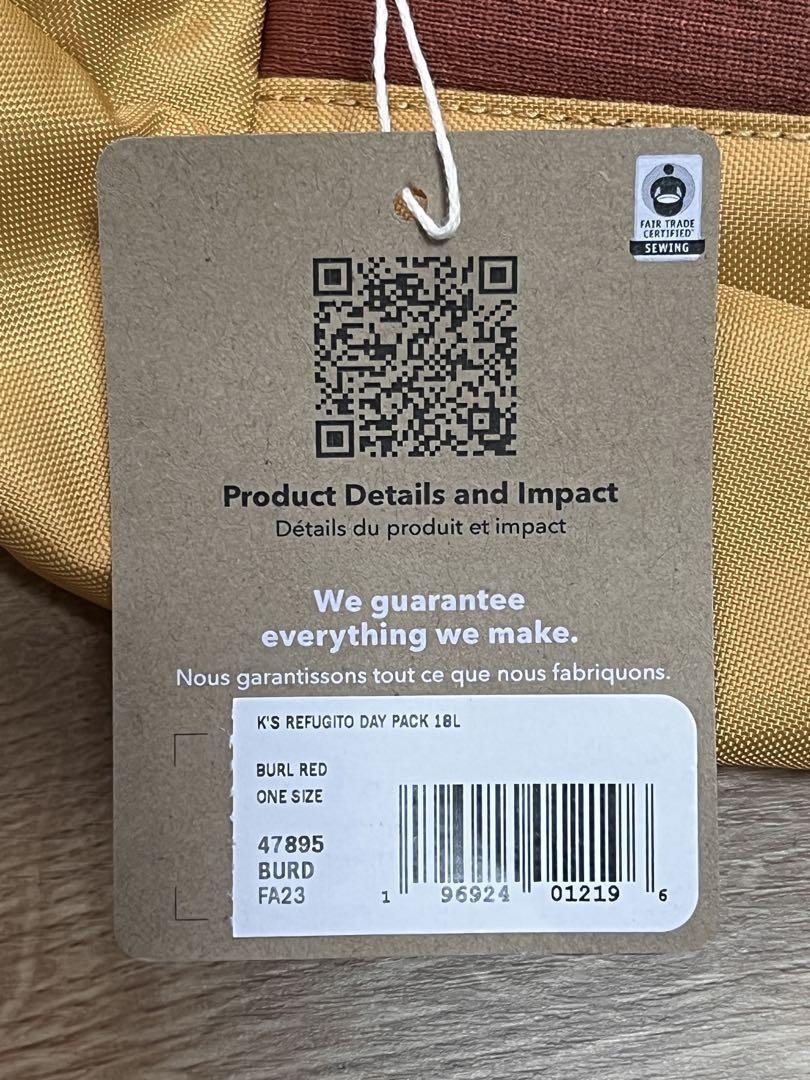 FAIR TRADE
CERTIFIED™
SEWING
Product Details and Impact
Détails du produit et impact
We guarantee
everything we make.
Nous garantissons tout ce que nous fabriquons.
K'S REFUGITO DAY PACK 18L
BURL RED
ONE SIZE
47895
BURD
FA23
1 96924 01219 6